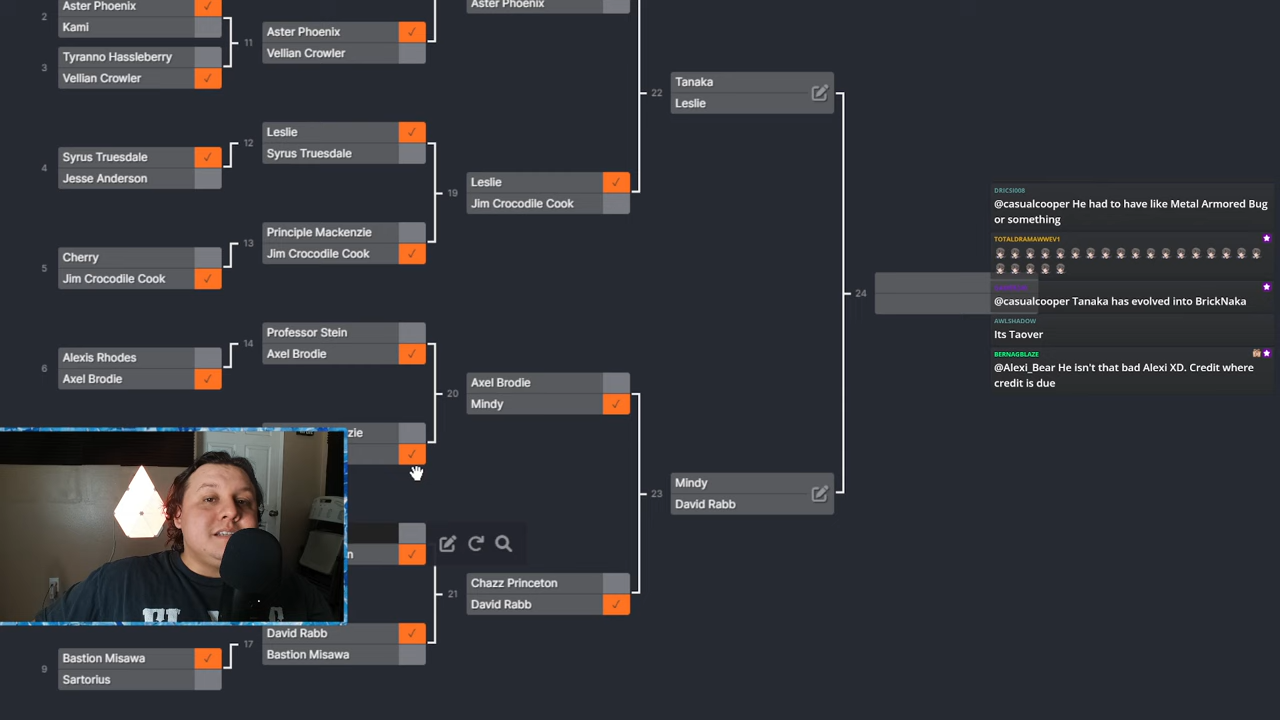 2
Aster Phoenix
Kami
3
Tyranno Hassleberry
Vellian Crowler
11
Aster Phoenix
Vellian Crowler
Aster Phoenix
4
Syrus Truesdale
Jesse Anderson
12
Leslie
Syrus Truesdale
5
Cherry
Jim Crocodile Cook
13
Principle Mackenzie
Jim Crocodile Cook
19
Leslie
Jim Crocodile Cook
22
Tanaka
Leslie
6
Alexis Rhodes
Axel Brodie
14
Professor Stein
Axel Brodie
zie
20
Axel Brodie
Mindy
n
9
Bastion Misawa
Sartorius
17
David Rabb
Bastion Misawa
21
Chazz Princeton
David Rabb
23
Mindy
David Rabb
24
DRICSI008
@casualcooper He had to have like Metal Armored Bug
or something
TOTALDRAMAWWEV1
@casualcooper Tanaka has evolved into BrickNaka
AWLSHADOW
Its Taover
BERNAGBLAZE
@Alexi_Bear He isn't that bad Alexi XD. Credit where
credit is due